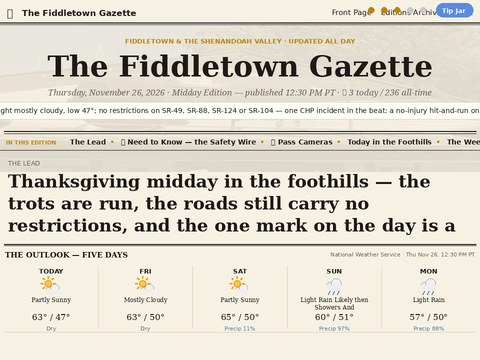 The Fiddletown Gazette
Front Page Editions Archive
Tip Jar
FIDDLETOWN & THE SHENANDOAH VALLEY · UPDATED ALL DAY
The Fiddletown Gazette
Thursday, November 26, 2026 · Midday Edition — published 12:30 PM PT · 3 today / 236 all-time
ght mostly cloudy, low 47°; no restrictions on SR-49, SR-88, SR-124 or SR-104 — one CHP incident in the beat: a no-injury hit-and-run on
IN THIS EDITION The Lead • Need to Know — the Safety Wire • Pass Cameras • Today in the Foothills • The Wee
THE LEAD
Thanksgiving midday in the foothills — the
trots are run, the roads still carry no
restrictions, and the one mark on the day is a
THE OUTLOOK — FIVE DAYS
National Weather Service · Thu Nov 26, 12:30 PM PT
TODAY FRI SAT SUN MON
Partly Sunny Mostly Cloudy Partly Sunny Light Rain Likely then Showers And Light Rain
63° / 47° 63° / 50° 65° / 50° 60° / 51° 57° / 50°
Dry Dry Precip 11% Precip 97% Precip 88%